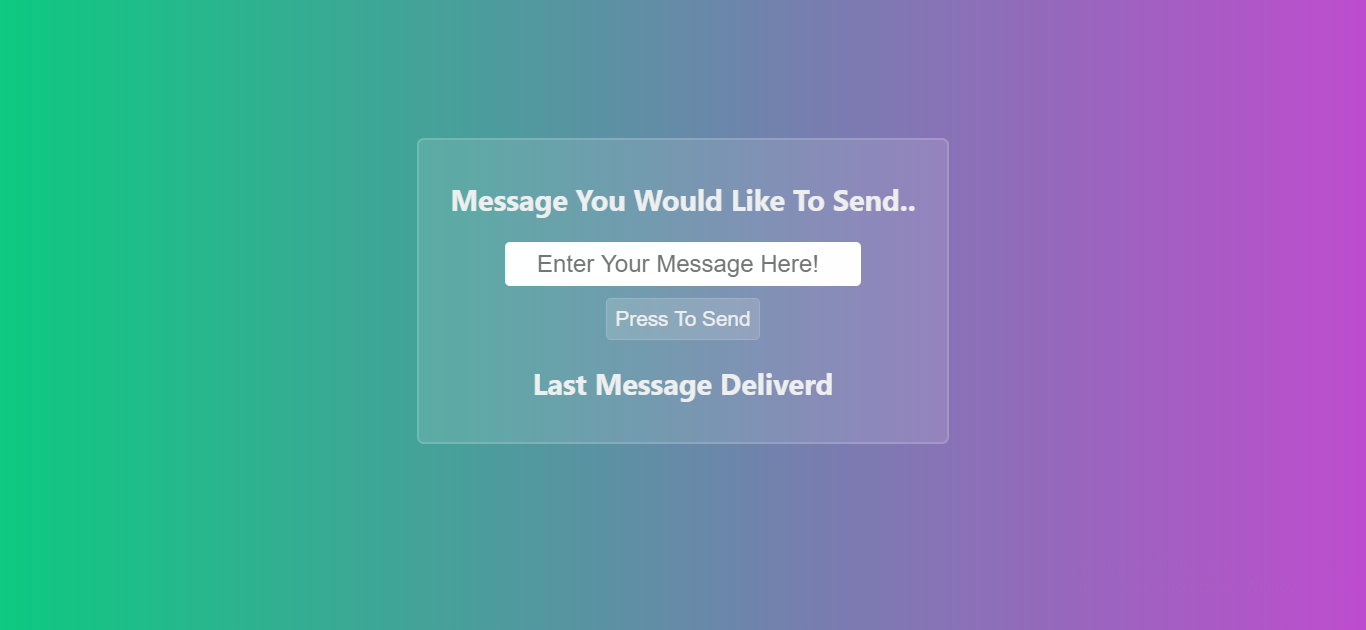 Message You Would Like To Send..
Enter Your Message Here!
Press To Send
Last Message Deliverd